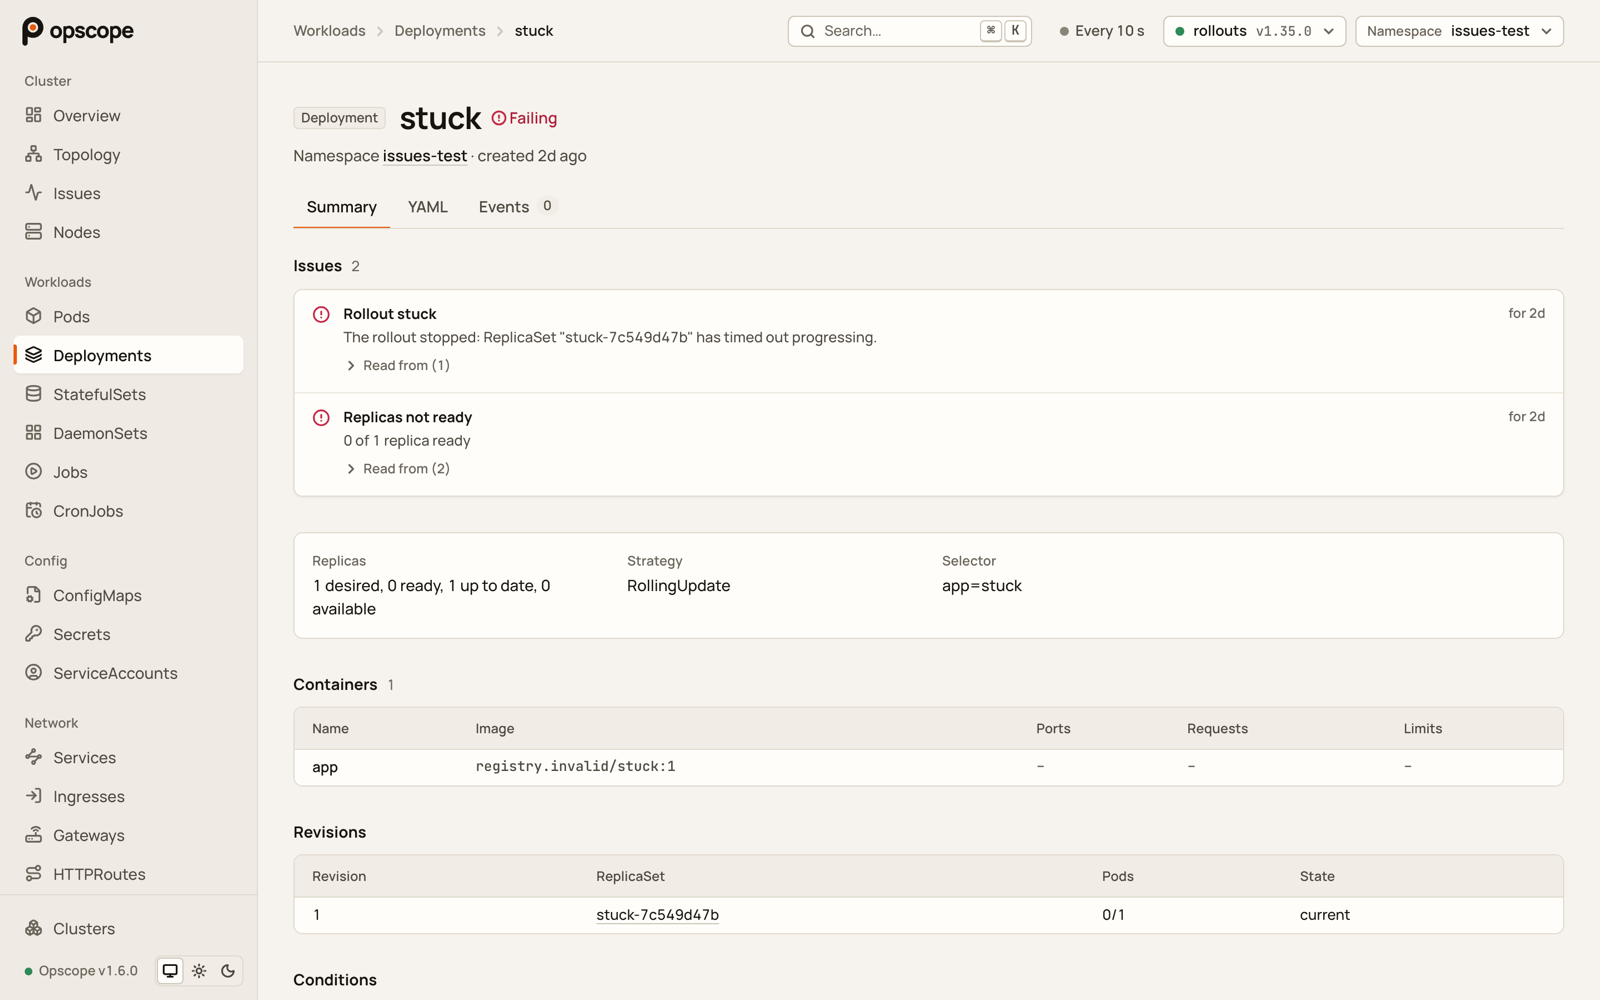 opscope
Cluster
Overview
Topology
Issues
Nodes
Workloads
Pods
Deployments
StatefulSets
DaemonSets
Jobs
CronJobs
Config
ConfigMaps
Secrets
ServiceAccounts
Network
Services
Ingresses
Gateways
HTTPRoutes
Clusters
Opscope v1.6.0
Workloads > Deployments > stuck
Search... ⌘ K
Every 10 s
rollouts v1.35.0
Namespace issues-test
Deployment stuck Failing
Namespace issues-test · created 2d ago
Summary YAML Events 0
Issues 2
Rollout stuck for 2d
The rollout stopped: ReplicaSet "stuck-7c549d47b" has timed out progressing.
Read from (1)
Replicas not ready for 2d
0 of 1 replica ready
Read from (2)
Replicas Strategy Selector
1 desired, 0 ready, 1 up to date, 0 RollingUpdate app=stuck
available
Containers 1
Name Image Ports Requests Limits
app registry.invalid/stuck:1 – – –
Revisions
Revision ReplicaSet Pods State
1 stuck-7c549d47b 0/1 current
Conditions